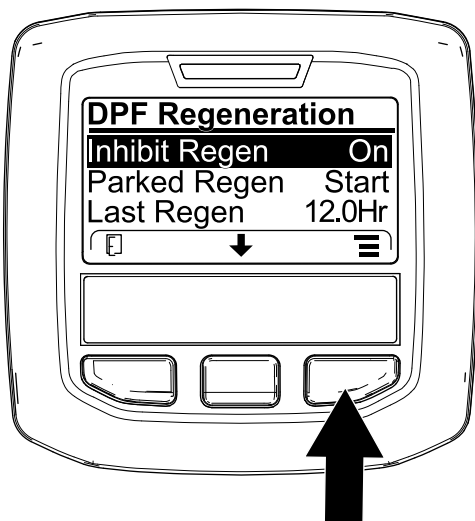 DPF Regeneration
Inhibit Regen On
Parked Regen Start
Last Regen 12.0Hr